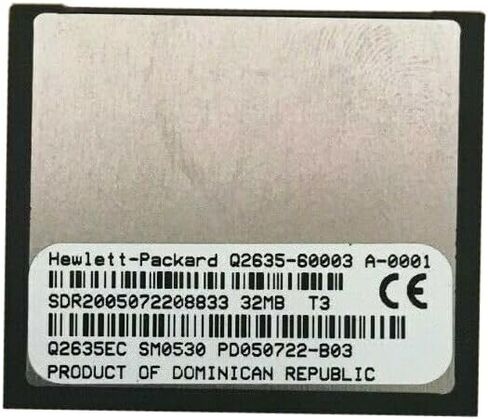 Hewlett-Packard Q2635-60003 A-0001
SDR2005072208833 32MB T3
CE
Q2635EC SM0530 PD050722-B03
PRODUCT OF DOMINICAN REPUBLIC